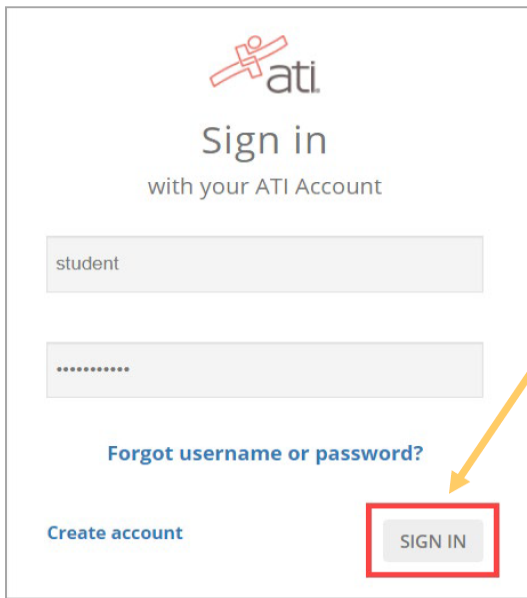 ati
Sign in
with your ATI Account
student
•••••••••••
Forgot username or password?
Create account
SIGN IN